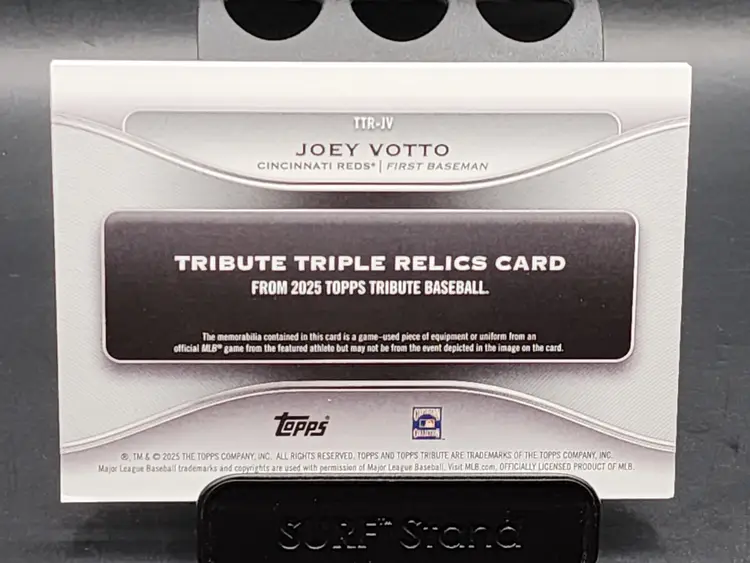 TTR-JV
JOEY VOTTO
CINCINNATI REDS® | FIRST BASEMAN
TRIBUTE TRIPLE RELICS CARD
FROM 2025 TOPPS TRIBUTE BASEBALL.
The memorabilia contained in this card is a game-used piece of equipment or uniform from an
official MLB® game from the featured athlete but may not be from the event depicted in the image on the card.
Topps®
COOPERSTOWN
COLLECTION
®, TM & © 2025 THE TOPPS COMPANY, INC. ALL RIGHTS RESERVED. TOPPS AND TOPPS TRIBUTE ARE TRADEMARKS OF THE TOPPS COMPANY, INC.
Major League Baseball trademarks and copyrights are used with permission of Major League Baseball. Visit MLB.com. OFFICIALLY LICENSED PRODUCT OF MLB.
SURF™ Stand